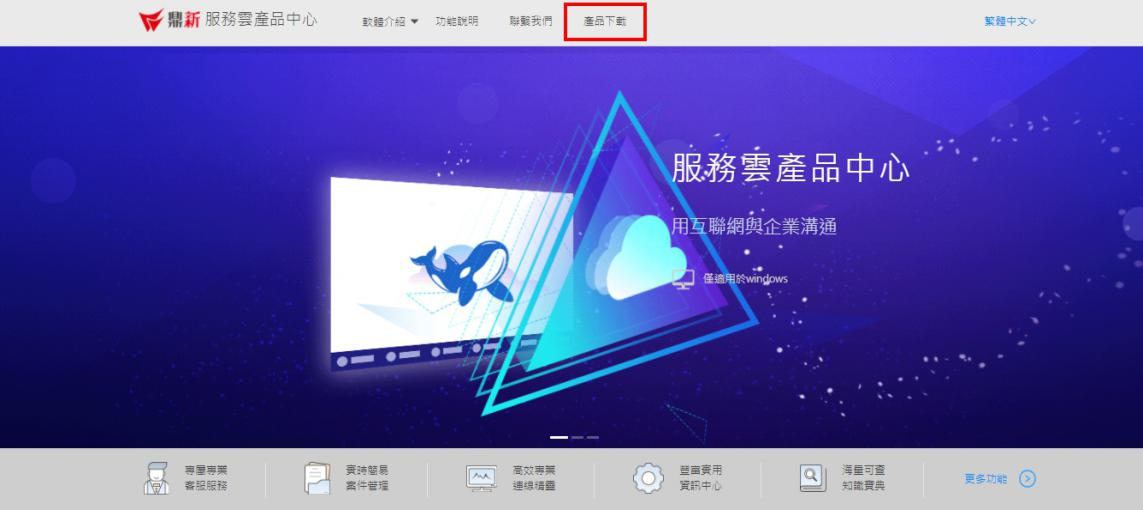 鼎新 服務雲產品中心
軟體介紹
功能說明
聯繫我們
產品下載
繁體中文
服務雲產品中心
用互聯網與企業溝通
僅適用於windows
專屬專業
客服服務
實時簡易
案件管理
高效專業
連線精靈
豐富實用
資訊中心
海量可查
知識寶典
更多功能